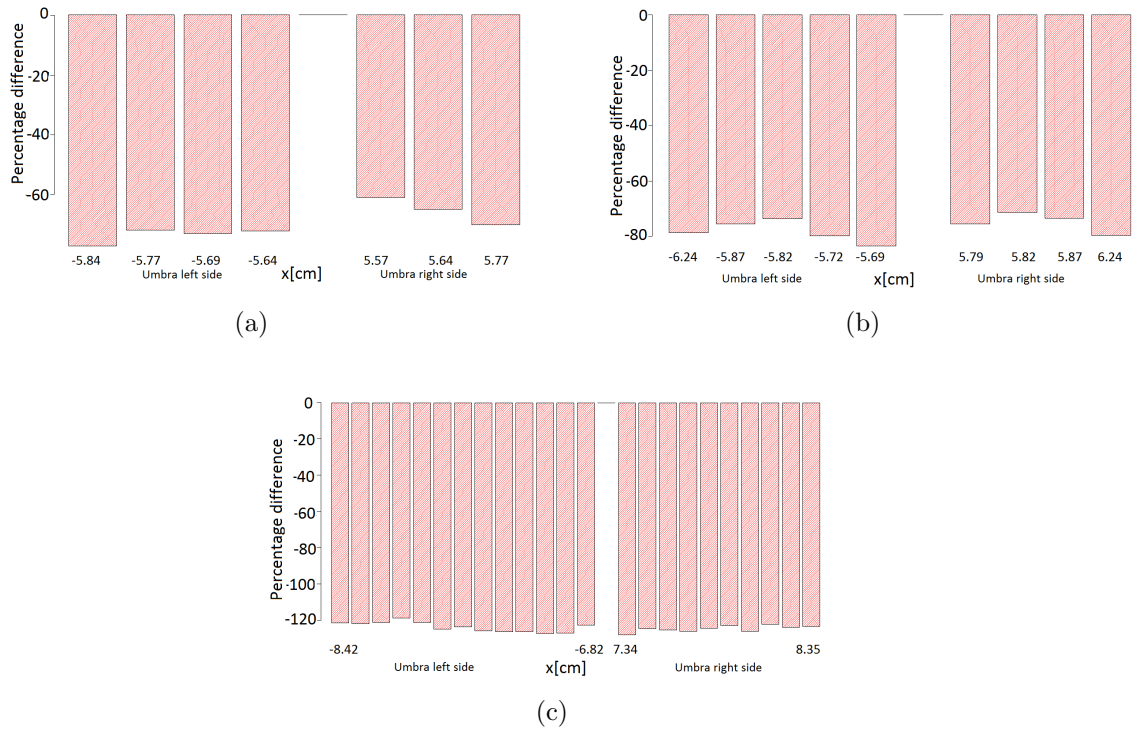 0
-20
-40
-60
Percentage difference
-5.84 -5.77 -5.69 -5.64 5.57 5.64 5.77
Umbra left side x[cm] Umbra right side
(a)
0
-20
-40
-60
-80
Percentage difference
-6.24 -5.87 -5.82 -5.72 -5.69 5.79 5.82 5.87 6.24
Umbra left side x[cm] Umbra right side
(b)
0
-20
-40
-60
-80
-100
-120
Percentage difference
-8.42 -6.82 7.34 8.35
Umbra left side x[cm] Umbra right side
(c)